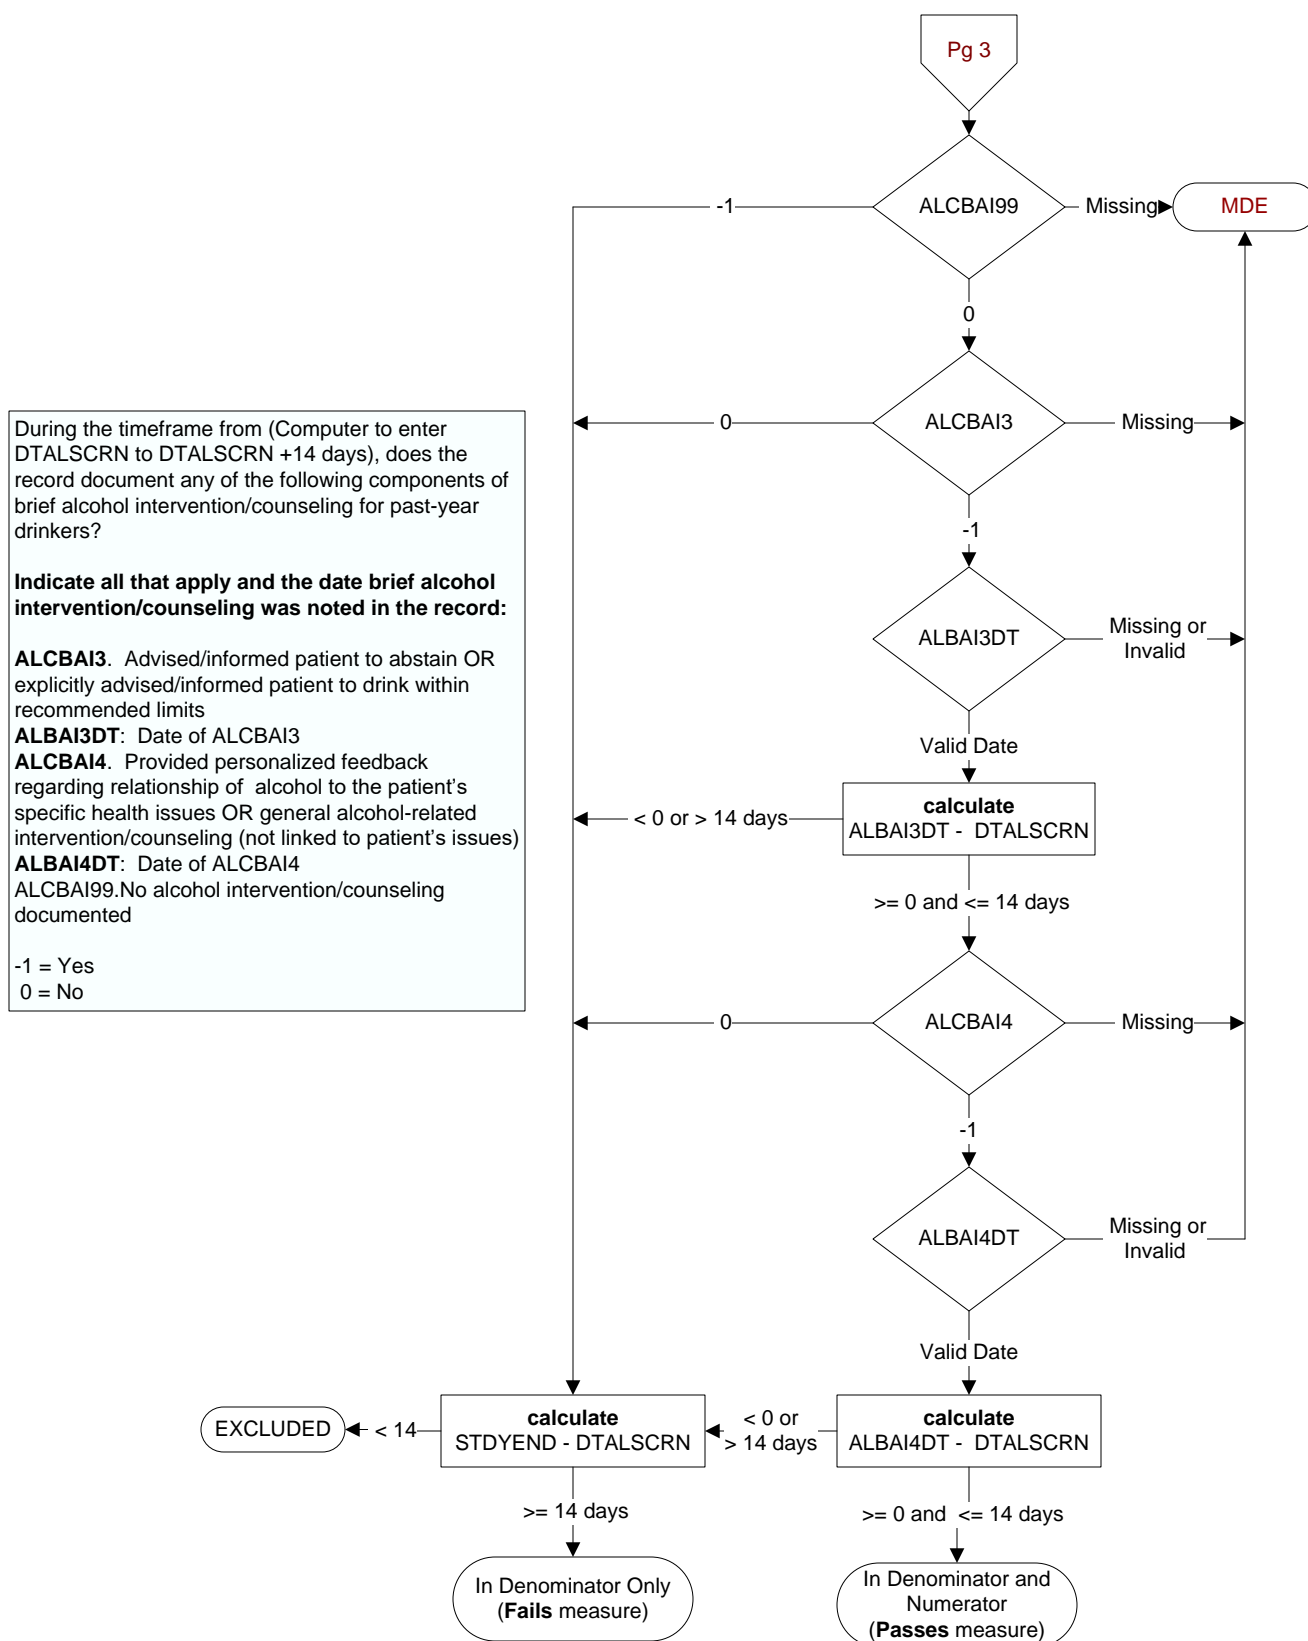 Pg 3
ALCBAI99
-1
Missing
MDE
0
ALCBAI3
0
Missing
-1
During the timeframe from (Computer to enter
DTALSCRN to DTALSCRN +14 days), does the
record document any of the following components of
brief alcohol intervention/counseling for past-year
drinkers?
Indicate all that apply and the date brief alcohol
intervention/counseling was noted in the record:
ALCBAI3.  Advised/informed patient to abstain OR
explicitly advised/informed patient to drink within
recommended limits
ALBAI3DT:  Date of ALCBAI3
ALCBAI4.  Provided personalized feedback
regarding relationship of  alcohol to the patient's
specific health issues OR general alcohol-related
intervention/counseling (not linked to patient's issues)
ALBAI4DT:  Date of ALCBAI4
ALCBAI99.No alcohol intervention/counseling
documented
-1 = Yes
0 = No
ALBAI3DT
Missing or
Invalid
Valid Date
calculate
ALBAI3DT -  DTALSCRN
< 0 or > 14 days
>= 0 and <= 14 days
ALCBAI4
0
Missing
-1
ALBAI4DT
Missing or
Invalid
Valid Date
calculate
ALBAI4DT -  DTALSCRN
< 0 or
> 14 days
calculate
STDYEND - DTALSCRN
< 14
EXCLUDED
>= 14 days
>= 0 and  <= 14 days
In Denominator Only
(Fails measure)
In Denominator and
Numerator
(Passes measure)